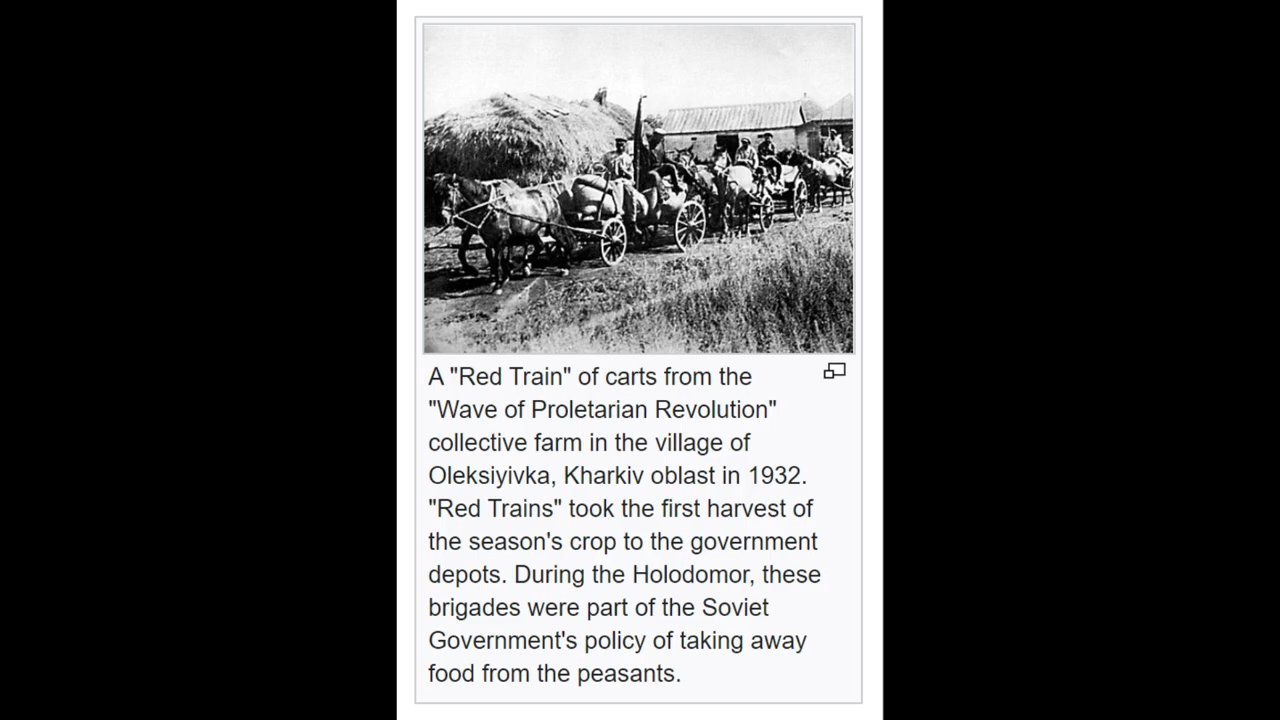 A "Red Train" of carts from the
"Wave of Proletarian Revolution"
collective farm in the village of
Oleksiyivka, Kharkiv oblast in 1932.
"Red Trains" took the first harvest of
the season's crop to the government
depots. During the Holodomor, these
brigades were part of the Soviet
Government's policy of taking away
food from the peasants.